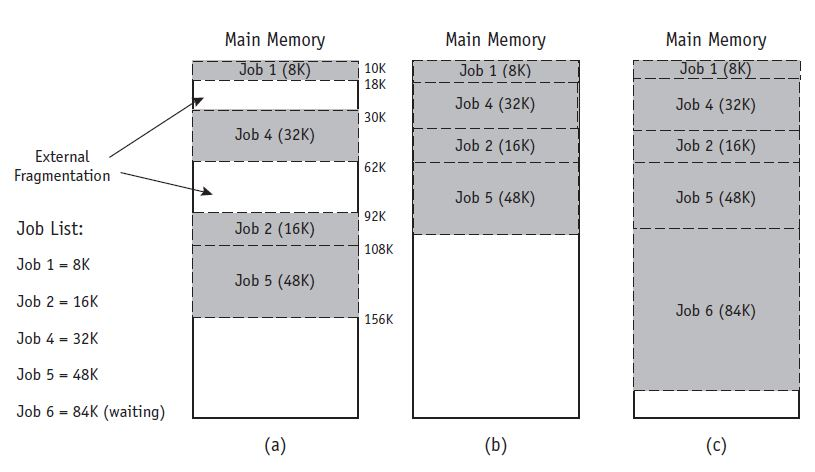 Main Memory
Job 1 (8K)
10K
18K
30K
Job 4 (32K)
62K
External
Fragmentation
92K
Job 2 (16K)
108K
Job 5 (48K)
156K
Job List:
Job 1 = 8K
Job 2 = 16K
Job 4 = 32K
Job 5 = 48K
Job 6 = 84K (waiting)
(a)
Main Memory
Job 1 (8K)
Job 4 (32K)
Job 2 (16K)
Job 5 (48K)
(b)
Main Memory
Job 1 (8K)
Job 4 (32K)
Job 2 (16K)
Job 5 (48K)
Job 6 (84K)
(c)